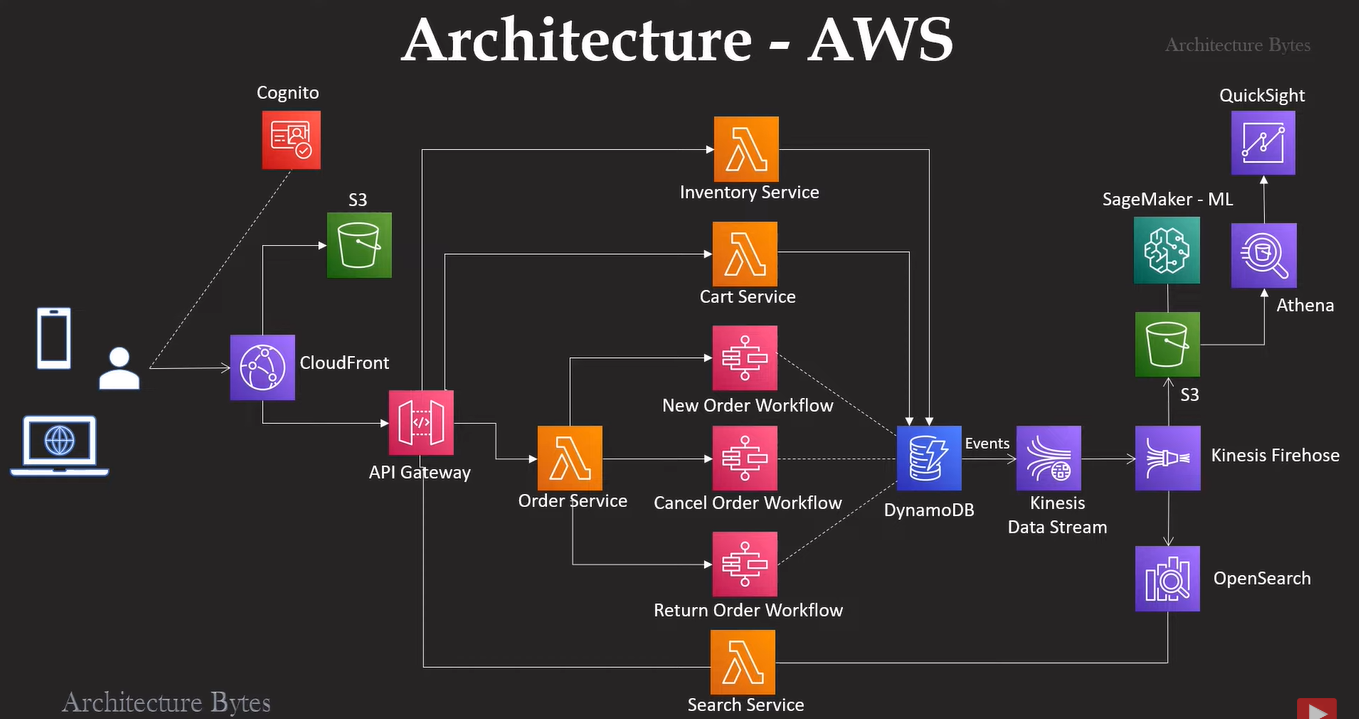 Architecture - AWS
Architecture Bytes
Cognito
QuickSight
S3
Inventory Service
SageMaker - ML
Cart Service
Athena
CloudFront
New Order Workflow
S3
API Gateway
Events
Kinesis Firehose
Order Service
Cancel Order Workflow
DynamoDB
Kinesis
Data Stream
OpenSearch
Return Order Workflow
Search Service
Architecture Bytes